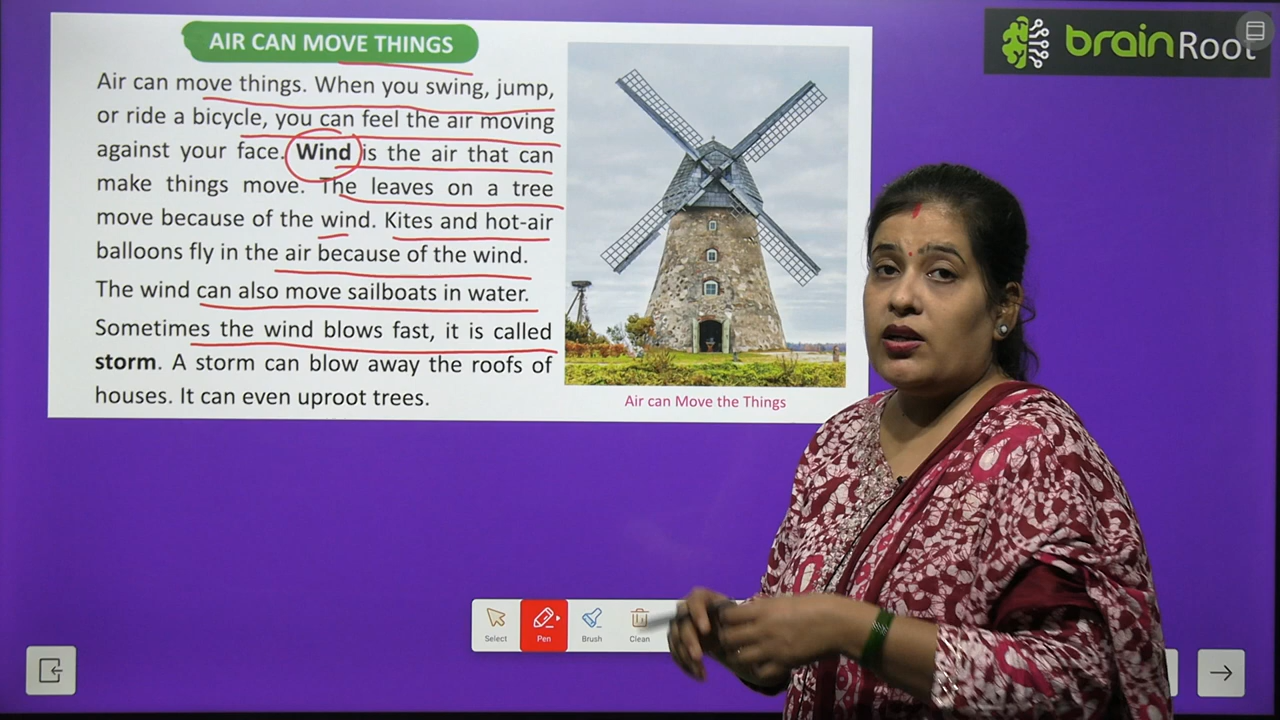 AIR CAN MOVE THINGS
Air can move things. When you swing, jump,
or ride a bicycle, you can feel the air moving
against your face. Wind is the air that can
make things move. The leaves on a tree
move because of the wind. Kites and hot-air
balloons fly in the air because of the wind.
The wind can also move sailboats in water.
Sometimes the wind blows fast, it is called
storm. A storm can blow away the roofs of
houses. It can even uproot trees.
Air can Move the Things
brainRoot
Select
Pen
Brush
Clean